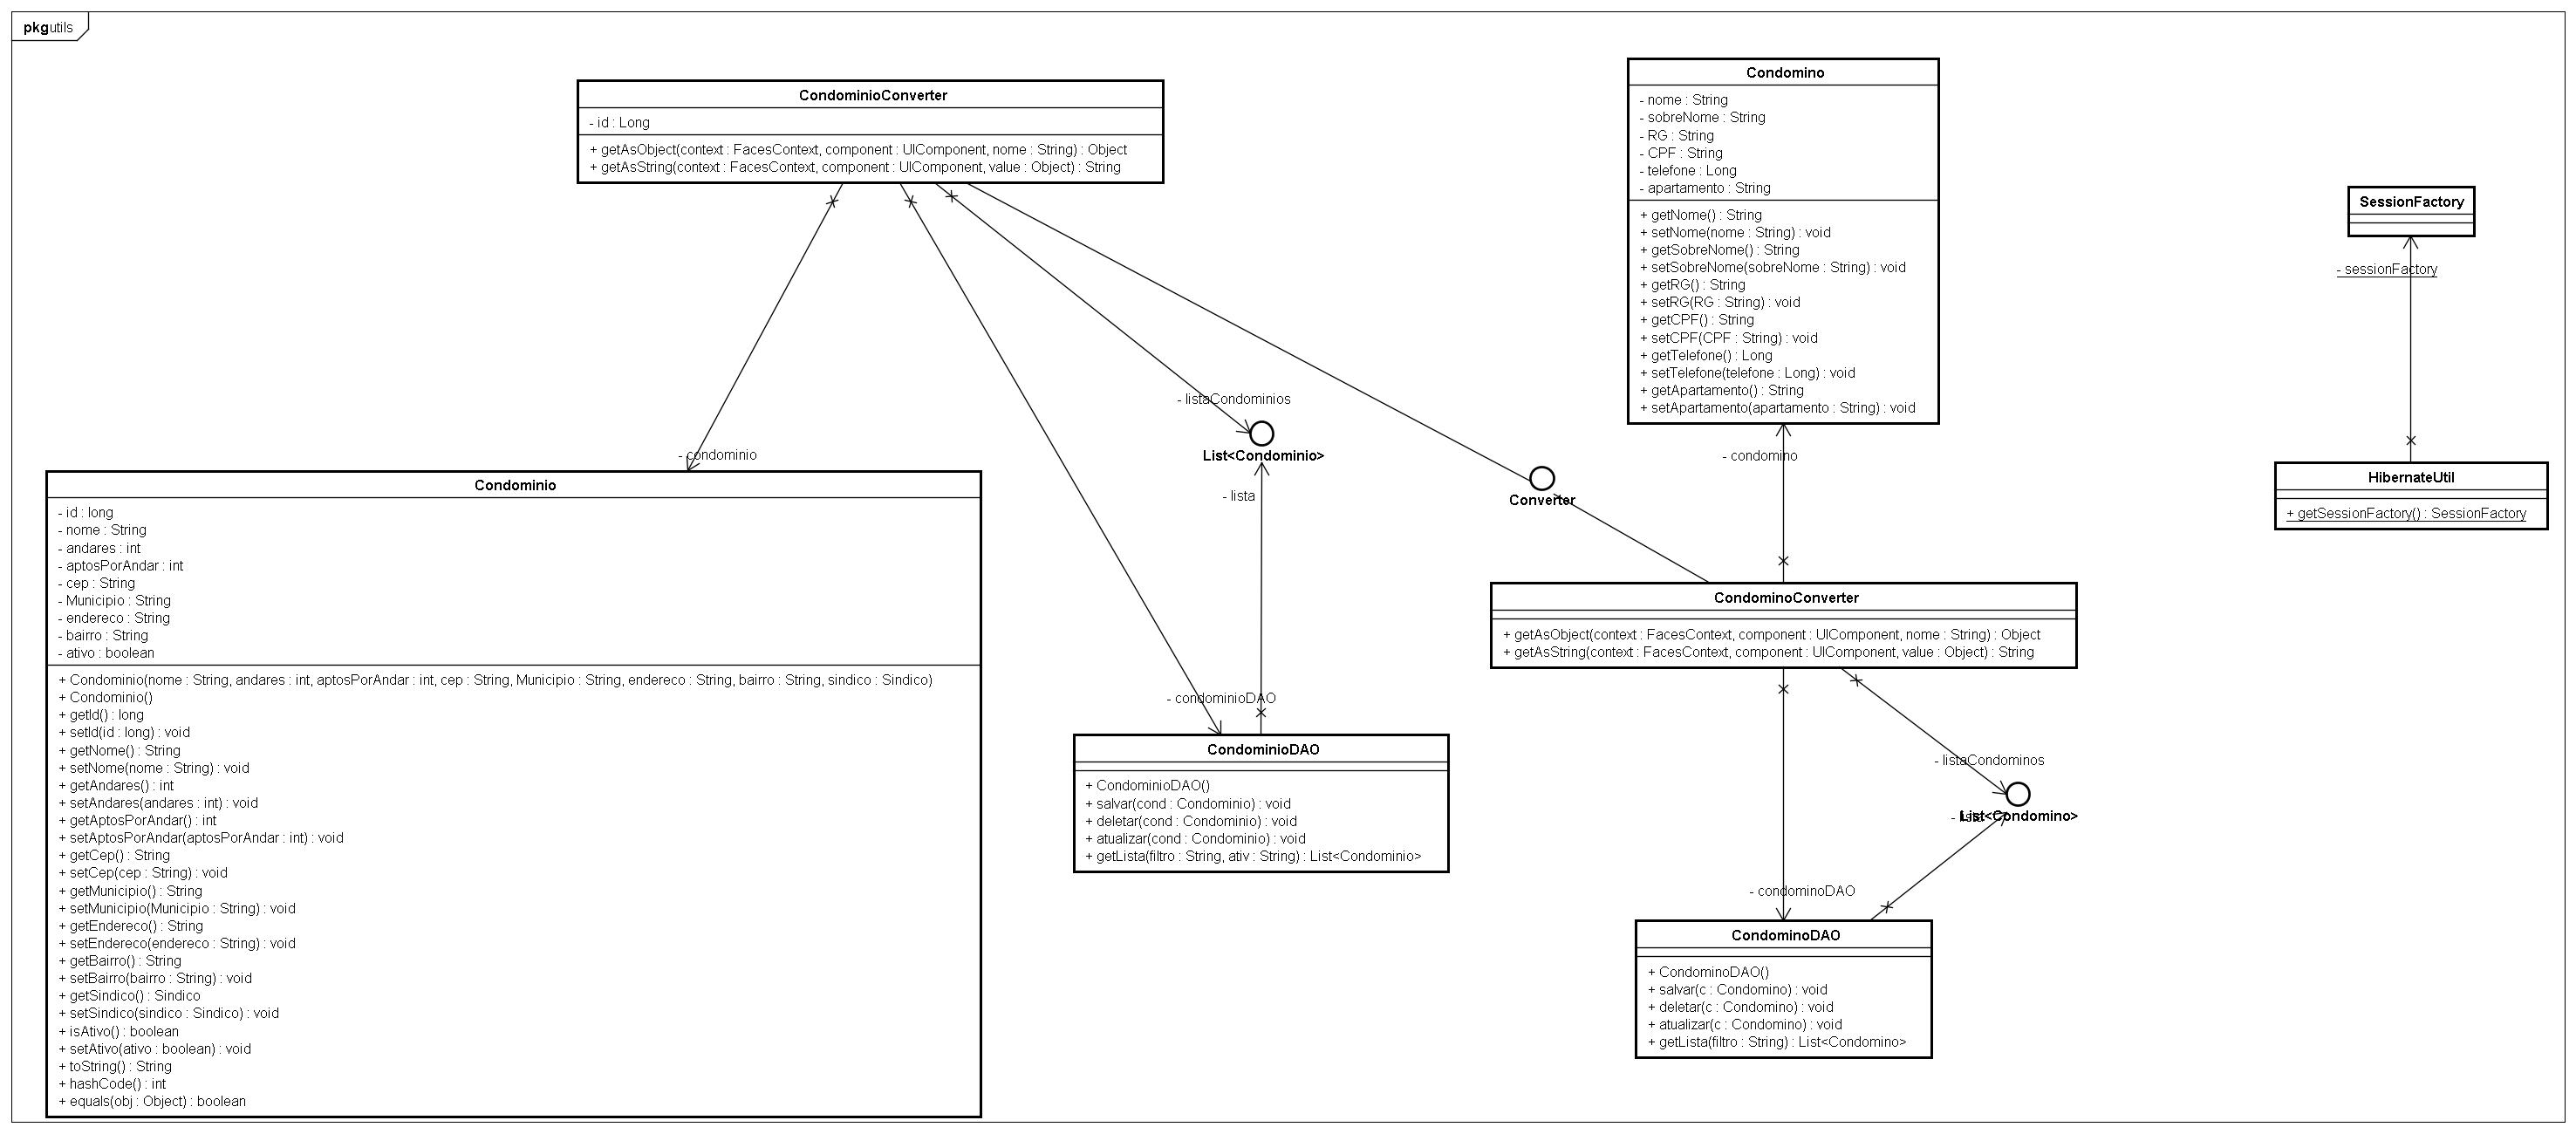 pkg utils
CondominioConverter
- id : Long
+ getAsObject(context : FacesContext, component : UIComponent, nome : String) : Object
+ getAsString(context : FacesContext, component : UIComponent, value : Object) : String
Condomino
- nome : String
- sobreNome : String
- RG : String
- CPF : String
- telefone : Long
- apartamento : String
+ getNome() : String
+ setNome(nome : String) : void
+ getSobreNome() : String
+ setSobreNome(sobreNome : String) : void
+ getRG() : String
+ setRG(RG : String) : void
+ getCPF() : String
+ setCPF(CPF : String) : void
+ getTelefone() : Long
+ setTelefone(telefone : Long) : void
+ getApartamento() : String
+ setApartamento(apartamento : String) : void
SessionFactory
- sessionFactory
HibernateUtil
+ getSessionFactory() : SessionFactory
- condominio
- listaCondominios
List<Condominio>
- lista
Converter
- condomino
Condominio
- id : long
- nome : String
- andares : int
- aptosPorAndar : int
- cep : String
- Municipio : String
- endereco : String
- bairro : String
- ativo : boolean
+ Condominio(nome : String, andares : int, aptosPorAndar : int, cep : String, Municipio : String, endereco : String, bairro : String, sindico : Sindico)
+ Condominio()
+ getId() : long
+ setId(id : long) : void
+ getNome() : String
+ setNome(nome : String) : void
+ getAndares() : int
+ setAndares(andares : int) : void
+ getAptosPorAndar() : int
+ setAptosPorAndar(aptosPorAndar : int) : void
+ getCep() : String
+ setCep(cep : String) : void
+ getMunicipio() : String
+ setMunicipio(Municipio : String) : void
+ getEndereco() : String
+ setEndereco(endereco : String) : void
+ getBairro() : String
+ setBairro(bairro : String) : void
+ getSindico() : Sindico
+ setSindico(sindico : Sindico) : void
+ isAtivo() : boolean
+ setAtivo(ativo : boolean) : void
+ toString() : String
+ hashCode() : int
+ equals(obj : Object) : boolean
- condominioDAO
CondominioDAO
+ CondominioDAO()
+ salvar(cond : Condominio) : void
+ deletar(cond : Condominio) : void
+ atualizar(cond : Condominio) : void
+ getLista(filtro : String, ativ : String) : List<Condominio>
CondominoConverter
+ getAsObject(context : FacesContext, component : UIComponent, nome : String) : Object
+ getAsString(context : FacesContext, component : UIComponent, value : Object) : String
- listaCondominos
List<Condomino>
- lista
- condominoDAO
CondominoDAO
+ CondominoDAO()
+ salvar(c : Condomino) : void
+ deletar(c : Condomino) : void
+ atualizar(c : Condomino) : void
+ getLista(filtro : String) : List<Condomino>